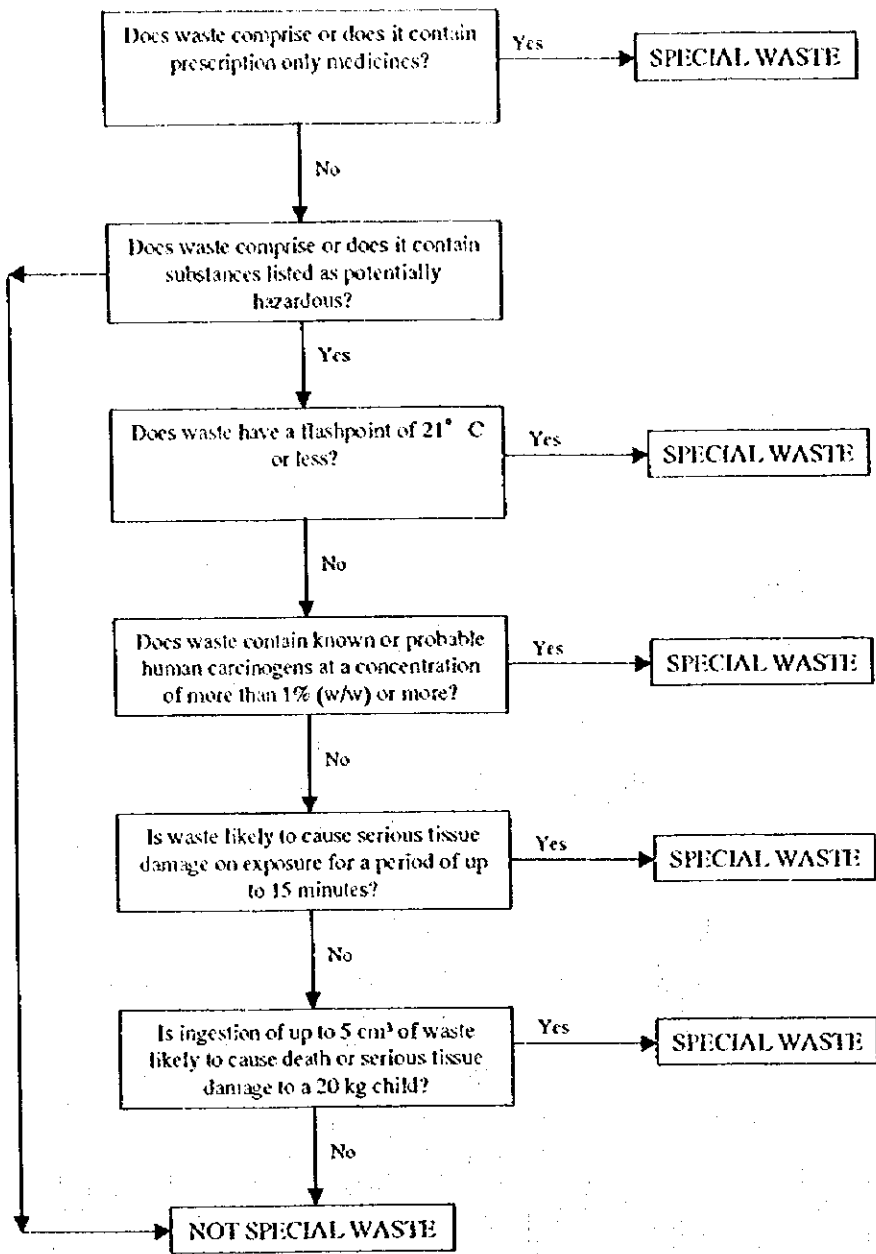 Does waste comprise or does it contain
prescription only medicines?
Yes
SPECIAL WASTE
No
Does waste comprise or does it contain
substances listed as potentially
hazardous?
Yes
Does waste have a flashpoint of 21° C
or less?
Yes
SPECIAL WASTE
No
Does waste contain known or probable
human carcinogens at a concentration
of more than 1% (w/w) or more?
Yes
SPECIAL WASTE
No
Is waste likely to cause serious tissue
damage on exposure for a period of up
to 15 minutes?
Yes
SPECIAL WASTE
No
Is ingestion of up to 5 cm³ of waste
likely to cause death or serious tissue
damage to a 20 kg child?
Yes
SPECIAL WASTE
No
NOT SPECIAL WASTE